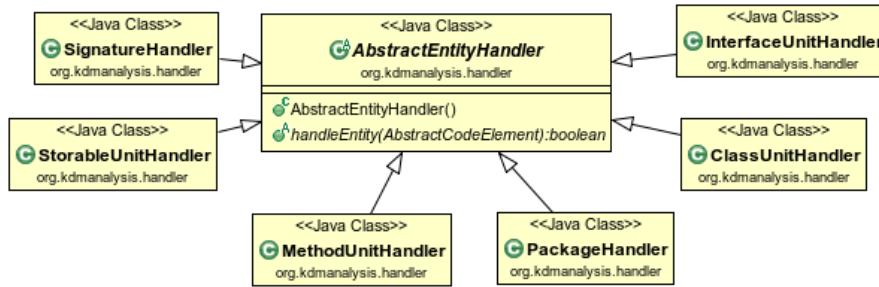 <<Java Class>>
SignatureHandler
org.kdmanalysis.handler
<<Java Class>>
AbstractEntityHandler
org.kdmanalysis.handler
AbstractEntityHandler()
handleEntity(AbstractCodeElement):boolean
<<Java Class>>
InterfaceUnitHandler
org.kdmanalysis.handler
<<Java Class>>
StorableUnitHandler
org.kdmanalysis.handler
<<Java Class>>
ClassUnitHandler
org.kdmanalysis.handler
<<Java Class>>
MethodUnitHandler
org.kdmanalysis.handler
<<Java Class>>
PackageHandler
org.kdmanalysis.handler